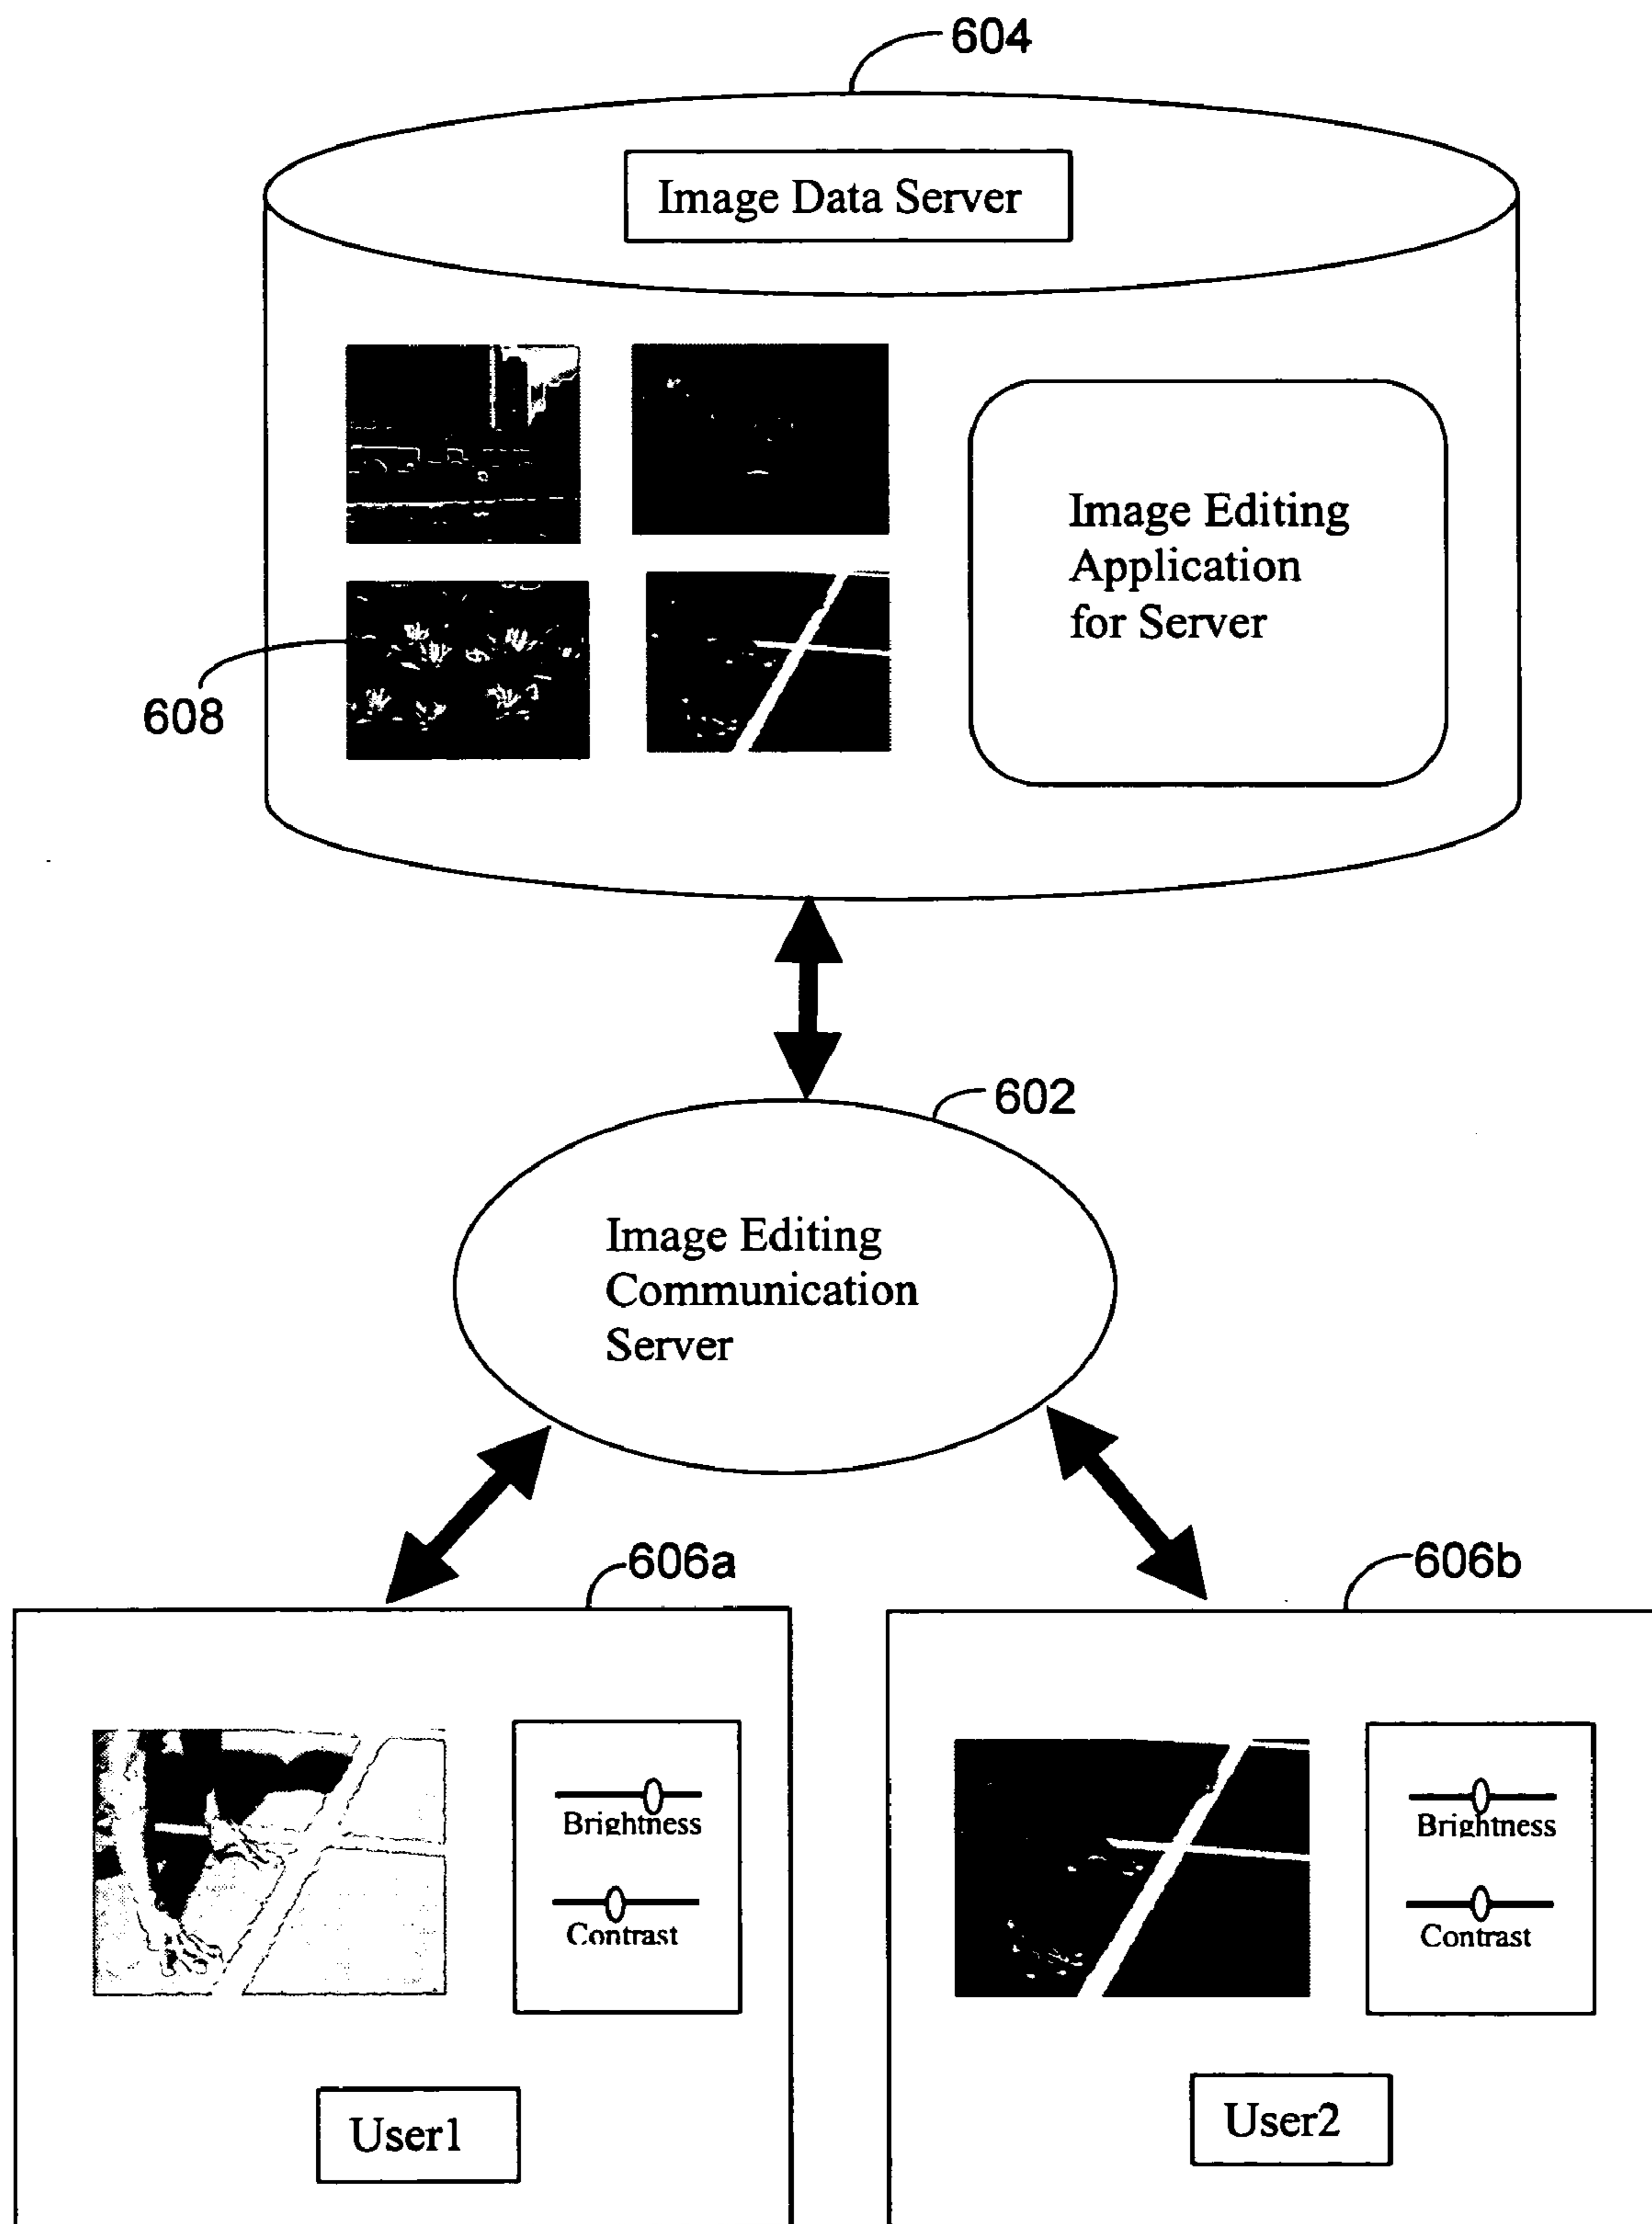 604
Image Data Server
Image Editing
Application
for Server
608
602
Image Editing
Communication
Server
606a
606b
Brightness
Contrast
Brightness
Contrast
User1
User2